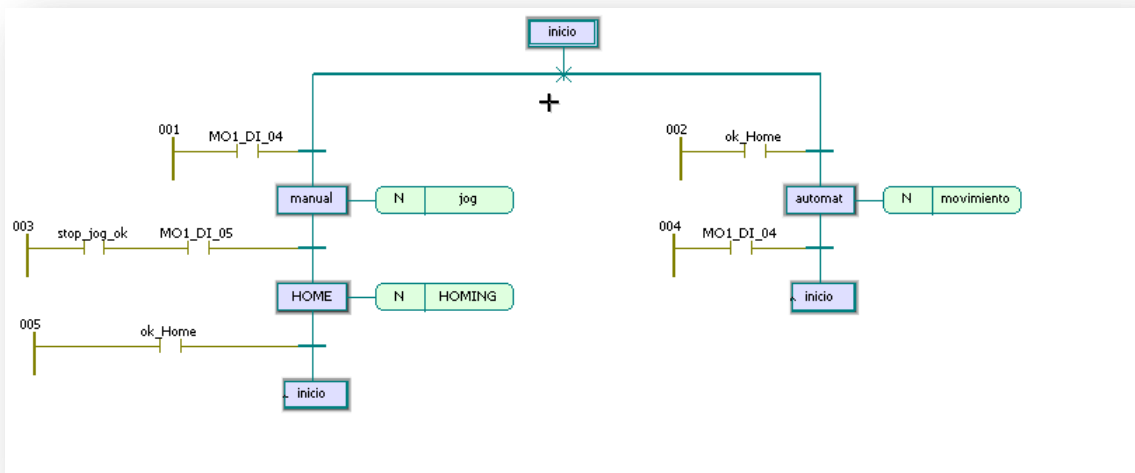 inicio
001
MO1_DI_04
002
ok_Home
manual
N
jog
automat
N
movimiento
003
stop_jog_ok
MO1_DI_05
004
MO1_DI_04
HOME
N
HOMING
inicio
005
ok_Home
inicio